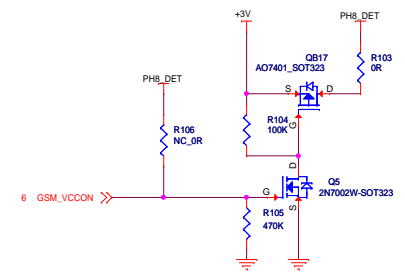 +3V
PH8_DET
QB17
AO7401_SOT323
R103
0R
S
D
G
PH8_DET
R104
100K
R106
NC_0R
D
Q5
2N7002W-SOT323
G
S
6 GSM_VCCON
R105
470K